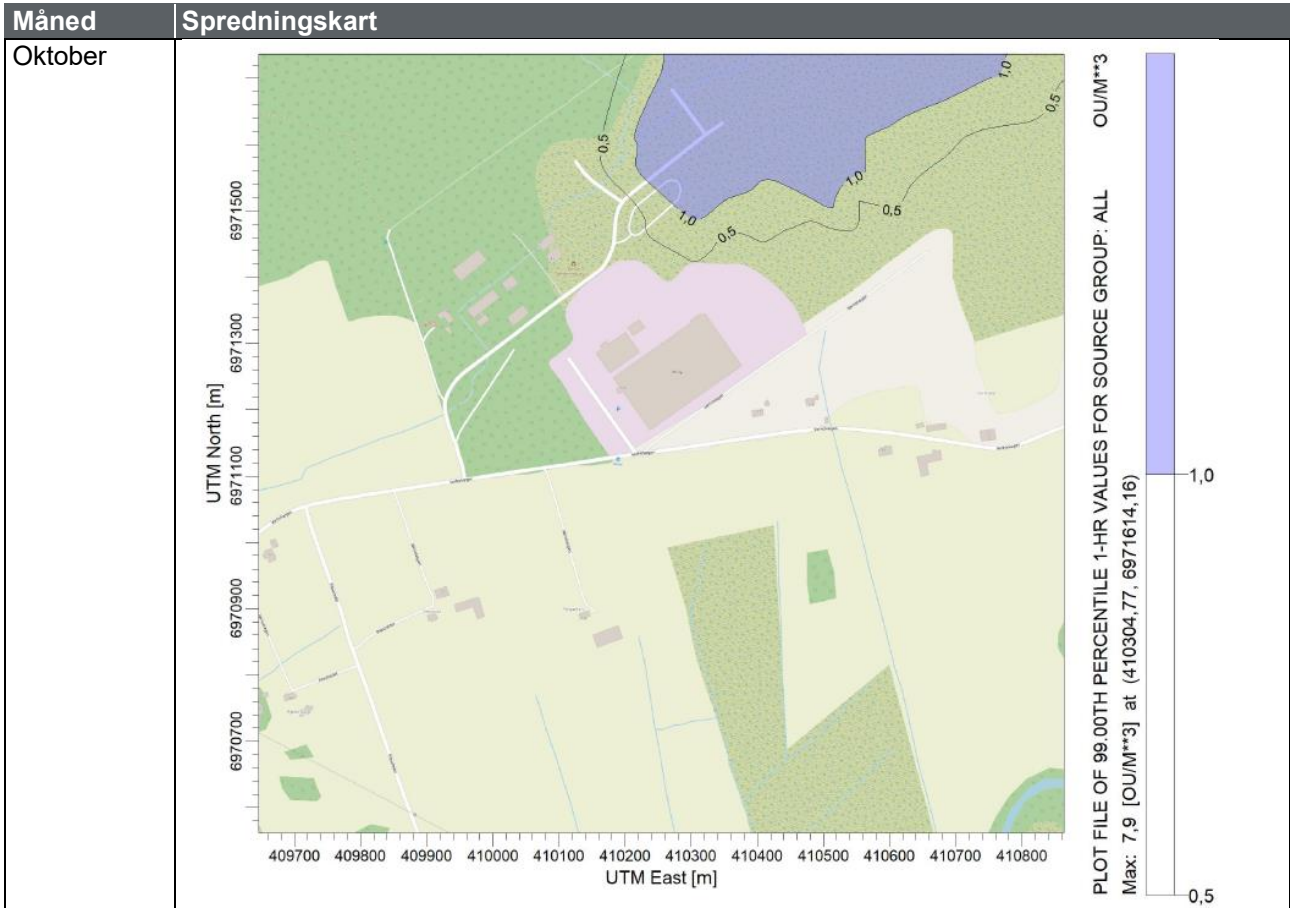 Måned Spredningskart
Oktober
1,0
0,5
0,5
1,0
0,5
1,0
0,5
UTM North [m]
6971500
6971300
6971100
6970900
6970700
409700 409800 409900 410000 410100 410200 410300 410400 410500 410600 410700 410800
UTM East [m]
PLOT FILE OF 99.00TH PERCENTILE 1-HR VALUES FOR SOURCE GROUP: ALL OU/M**3
Max: 7,9 [OU/M**3] at (410304,77, 6971614,16)
1,0
0,5